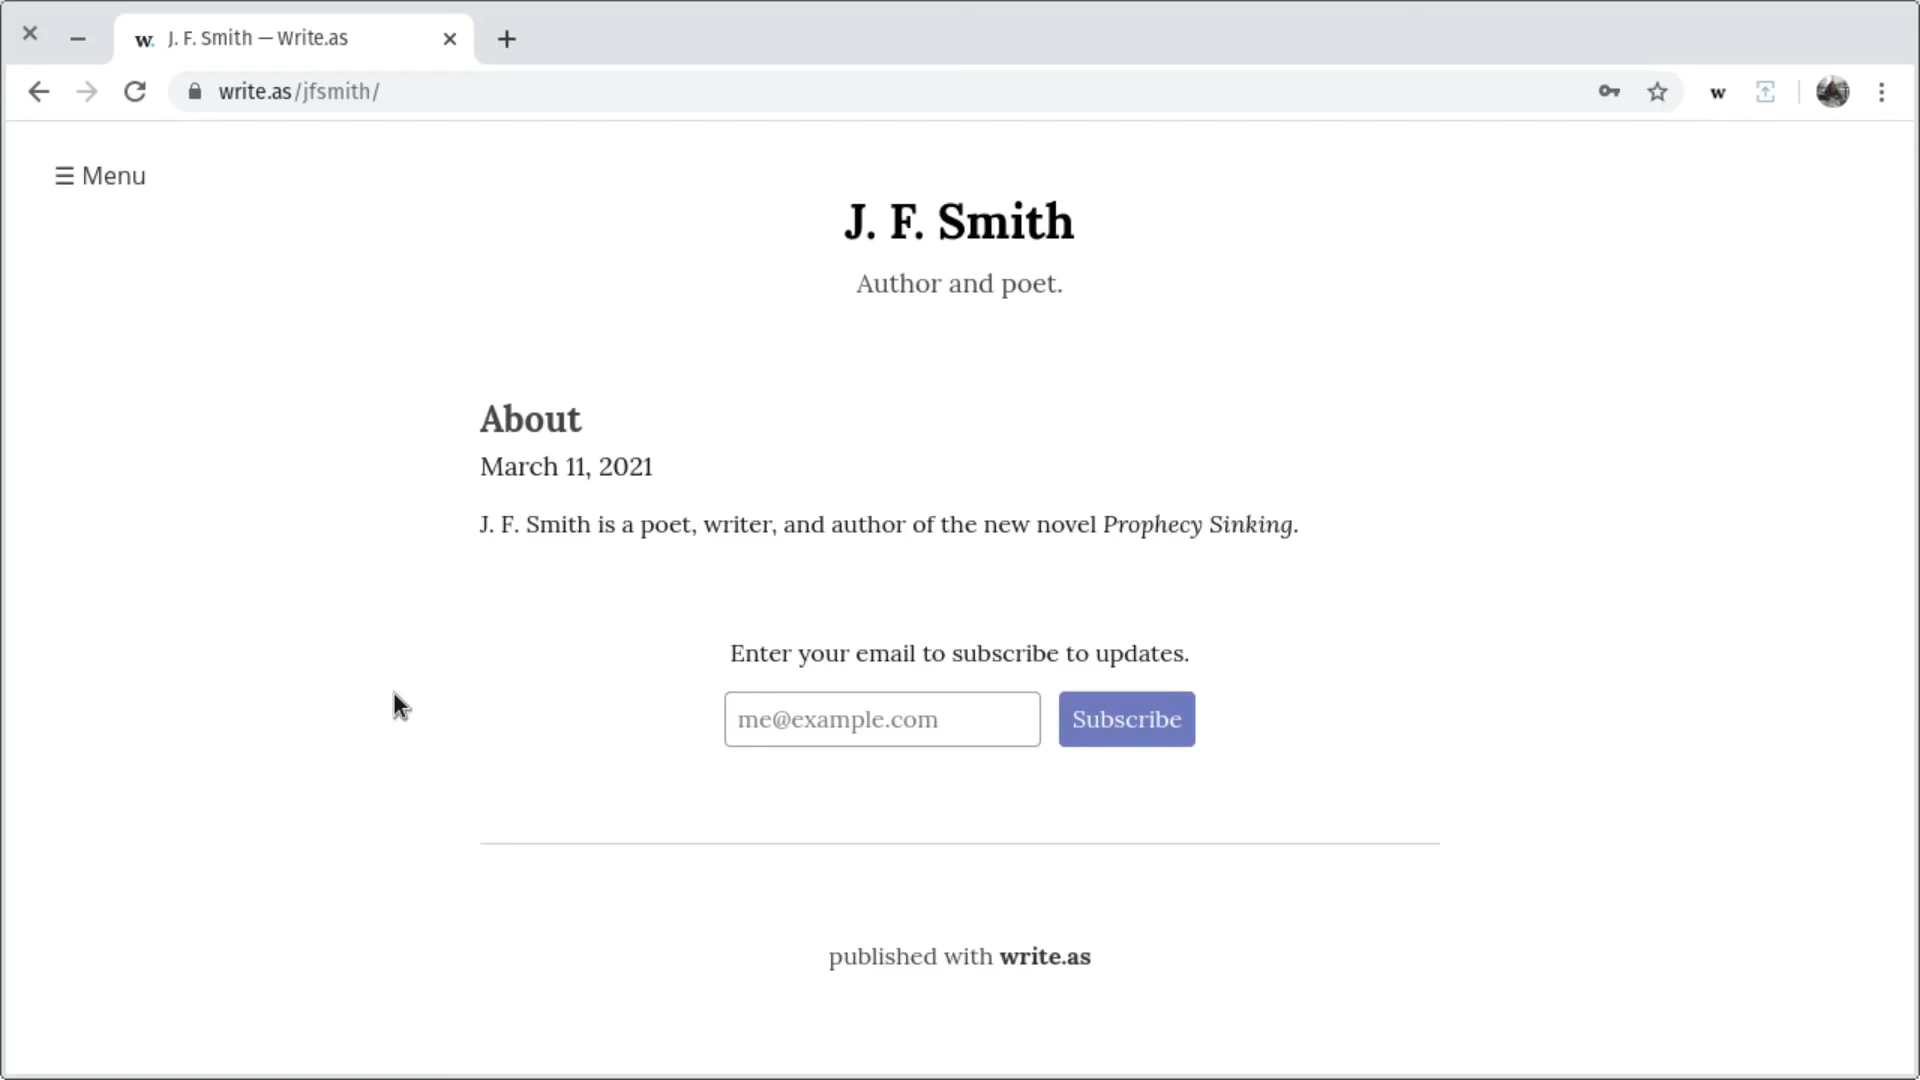 w. J. F. Smith — Write.as
write.as/jfsmith/
w
☰ Menu
J. F. Smith
Author and poet.
About
March 11, 2021
J. F. Smith is a poet, writer, and author of the new novel Prophecy Sinking.
Enter your email to subscribe to updates.
me@example.com Subscribe
published with write.as